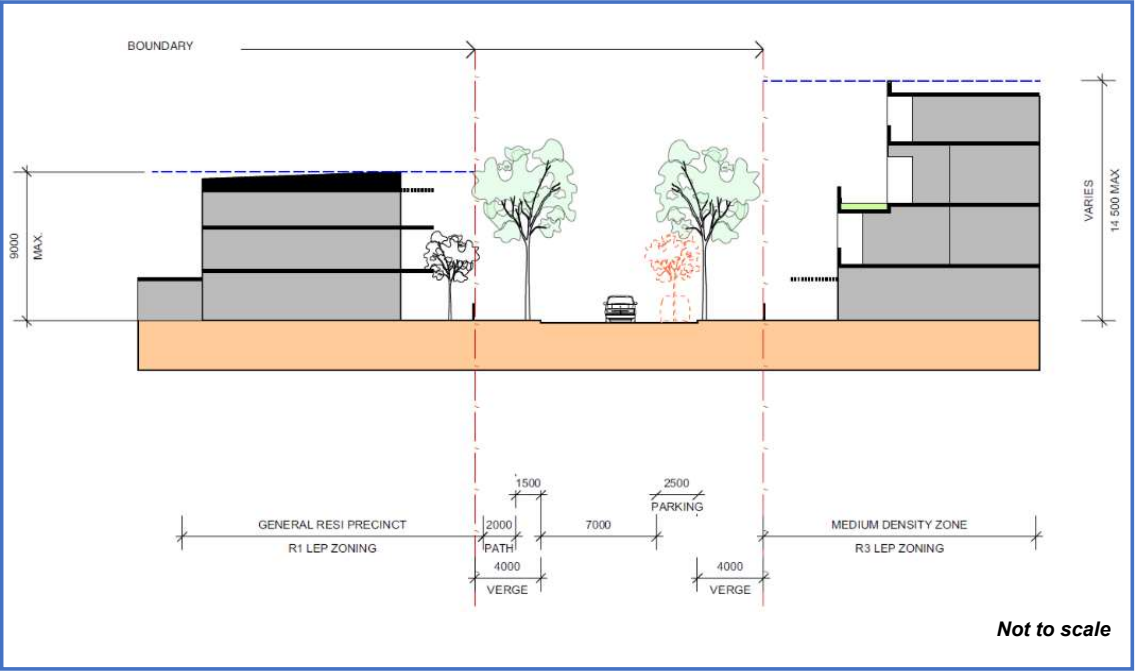 BOUNDARY
9000
MAX.
VARIES
14 500 MAX
1500
2500
PARKING
GENERAL RESI PRECINCT
R1 LEP ZONING
2000
PATH
7000
MEDIUM DENSITY ZONE
R3 LEP ZONING
4000
VERGE
4000
VERGE
Not to scale